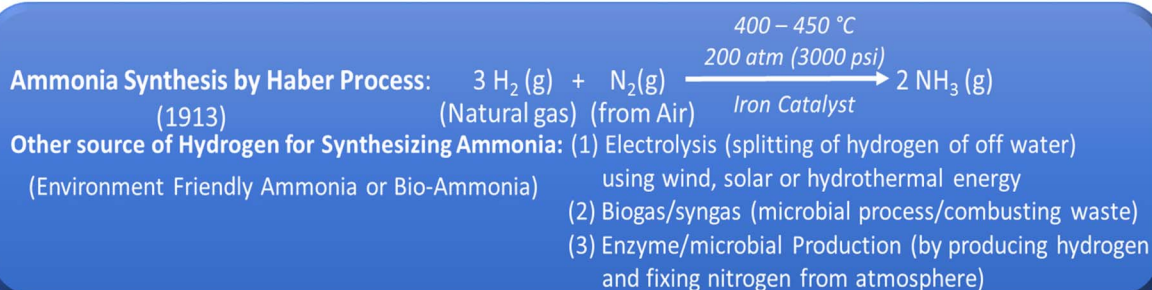 400 – 450 °C
200 atm (3000 psi)
Ammonia Synthesis by Haber Process: 3 H₂ (g) + N₂(g) 2 NH₃ (g)
Iron Catalyst
(1913) (Natural gas) (from Air)
Other source of Hydrogen for Synthesizing Ammonia: (1) Electrolysis (splitting of hydrogen of off water)
(Environment Friendly Ammonia or Bio-Ammonia) using wind, solar or hydrothermal energy
(2) Biogas/syngas (microbial process/combusting waste)
(3) Enzyme/microbial Production (by producing hydrogen
and fixing nitrogen from atmosphere)